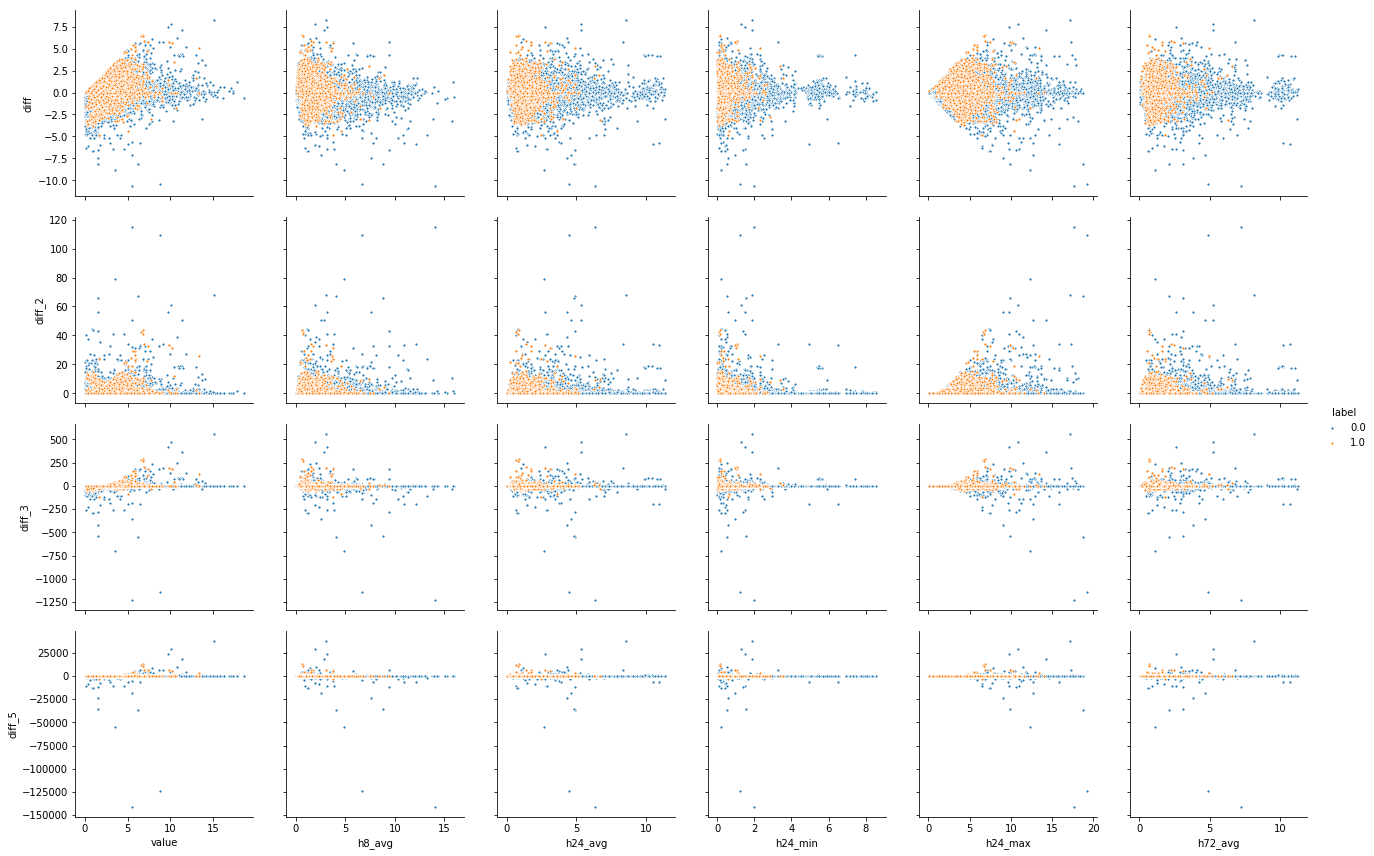 7.5
5.0
2.5
0.0
−2.5
−5.0
−7.5
−10.0
diff
120
100
80
60
40
20
0
diff_2
label
0.0
1.0
500
250
0
−250
−500
−750
−1000
−1250
diff_3
25000
0
−25000
−50000
−75000
−100000
−125000
−150000
diff_5
0 5 10 15
0 5 10 15
0 5 10
0 2 4 6 8
0 5 10 15 20
0 5 10
value h8_avg h24_avg h24_min h24_max h72_avg